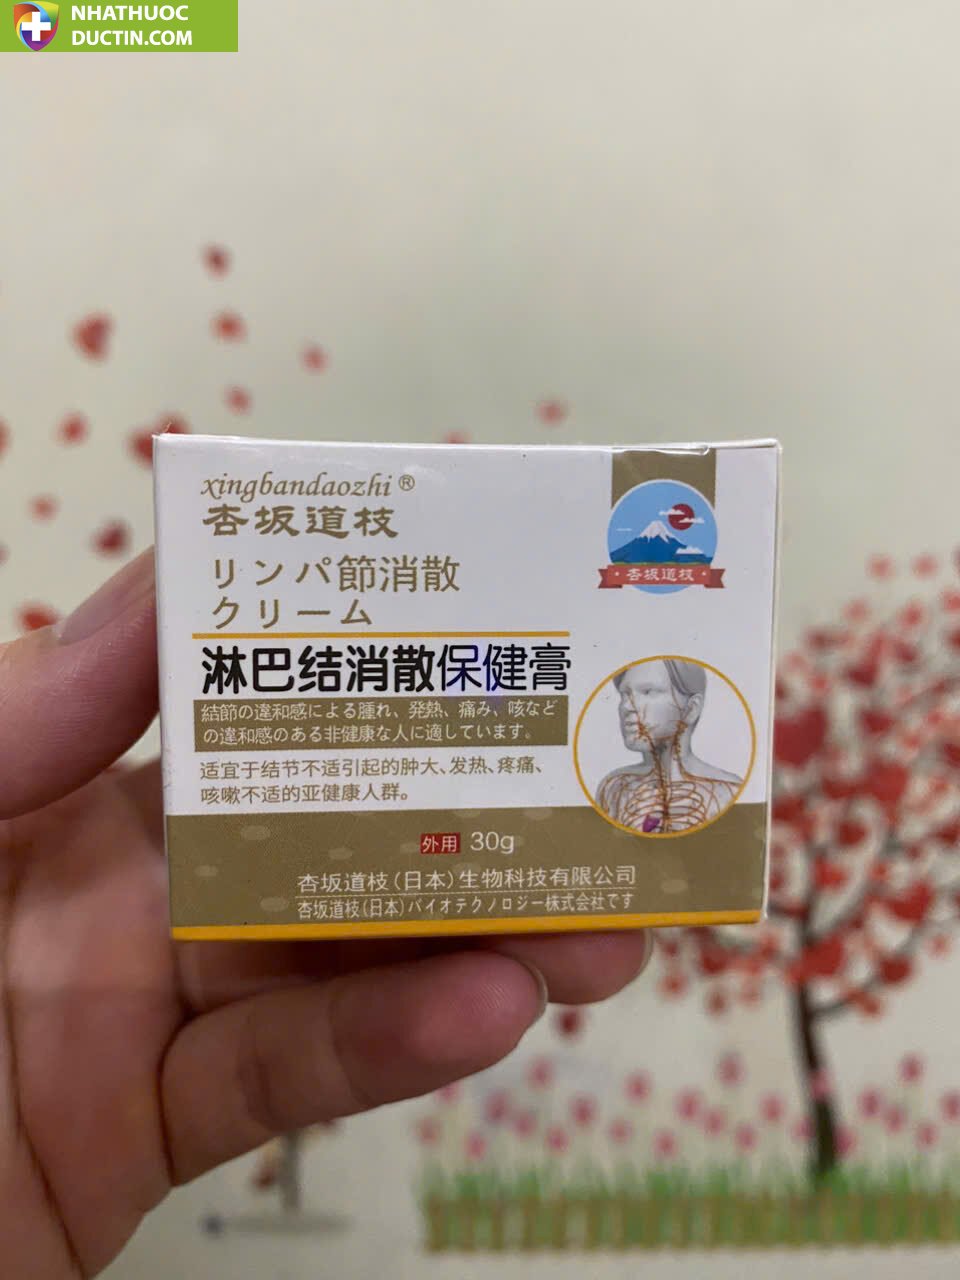 NHATHUOC
DUCTIN.COM
xingbandaozhi®
杏坂道枝
リンパ節消散
クリーム
淋巴结消散保健膏
結節の違和感による腫れ、発熱、痛み、咳など
の違和感のある非健康な人に適しています。
适宜于结节不适引起的肿大、发热、疼痛、
咳嗽不适的亚健康人群。
杏坂道枝
外用 30g
杏坂道枝(日本)生物科技有限公司
杏坂道枝(日本)バイオテクノロジー株式会社です